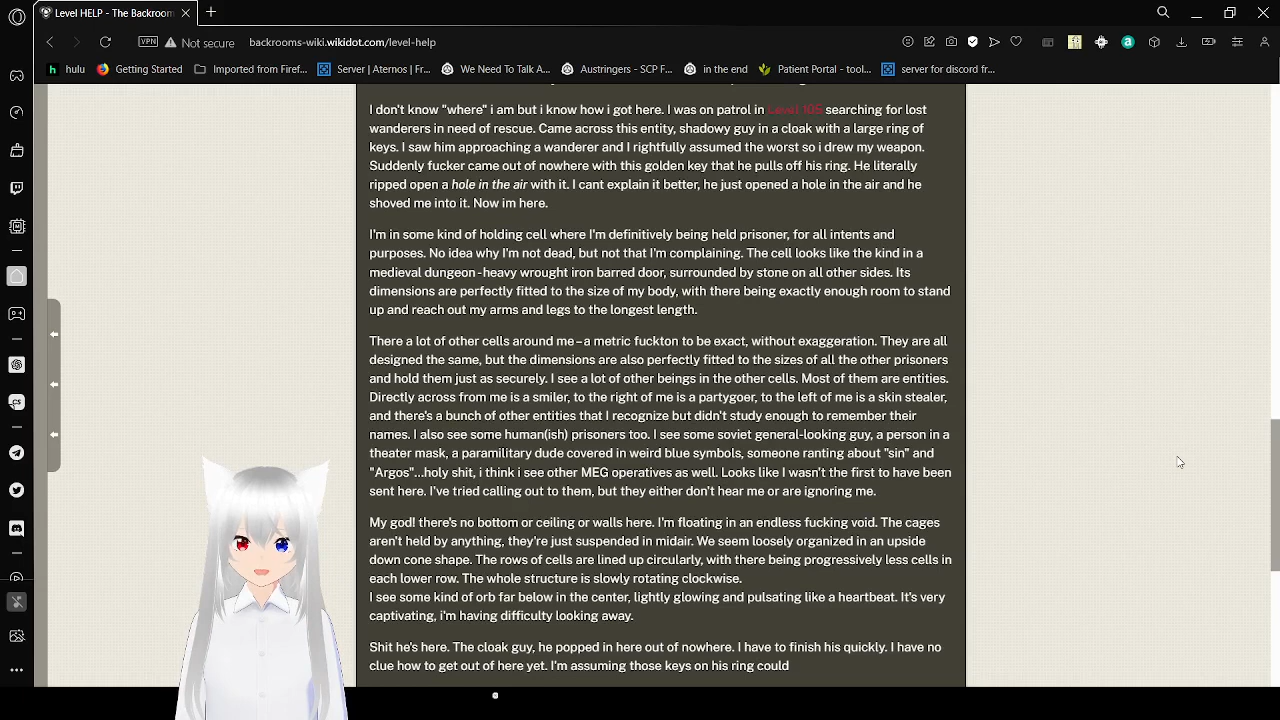 Level HELP - The Backroom
VPN
Not secure
backrooms-wiki.wikidot.com/level-help
hulu
Getting Started
Imported from Firef...
Server | Aternos | Fr...
We Need To Talk A...
Austringers - SCP F...
in the end
Patient Portal - tool...
server for discord fr...
I don't know "where" i am but i know how i got here. I was on patrol in Level 105 searching for lost
wanderers in need of rescue. Came across this entity, shadowy guy in a cloak with a large ring of
keys. I saw him approaching a wanderer and I rightfully assumed the worst so i drew my weapon.
Suddenly fucker came out of nowhere with this golden key that he pulls off his ring. He literally
ripped open a hole in the air with it. I cant explain it better, he just opened a hole in the air and he
shoved me into it. Now im here.
I'm in some kind of holding cell where I'm definitively being held prisoner, for all intents and
purposes. No idea why I'm not dead, but not that I'm complaining. The cell looks like the kind in a
medieval dungeon - heavy wrought iron barred door, surrounded by stone on all other sides. Its
dimensions are perfectly fitted to the size of my body, with there being exactly enough room to stand
up and reach out my arms and legs to the longest length.
There a lot of other cells around me – a metric fuckton to be exact, without exaggeration. They are all
designed the same, but the dimensions are also perfectly fitted to the sizes of all the other prisoners
and hold them just as securely. I see a lot of other beings in the other cells. Most of them are entities.
Directly across from me is a smiler, to the right of me is a partygoer, to the left of me is a skin stealer,
and there's a bunch of other entities that I recognize but didn't study enough to remember their
names. I also see some human(ish) prisoners too. I see some soviet general-looking guy, a person in a
theater mask, a paramilitary dude covered in weird blue symbols, someone ranting about "sin" and
"Argos"...holy shit, i think i see other MEG operatives as well. Looks like I wasn't the first to have been
sent here. I've tried calling out to them, but they either don't hear me or are ignoring me.
My god! there's no bottom or ceiling or walls here. I'm floating in an endless fucking void. The cages
aren't held by anything, they're just suspended in midair. We seem loosely organized in an upside
down cone shape. The rows of cells are lined up circularly, with there being progressively less cells in
each lower row. The whole structure is slowly rotating clockwise.
I see some kind of orb far below in the center, lightly glowing and pulsating like a heartbeat. It's very
captivating, i'm having difficulty looking away.
Shit he's here. The cloak guy, he popped in here out of nowhere. I have to finish his quickly. I have no
clue how to get out of here yet. I'm assuming those keys on his ring could